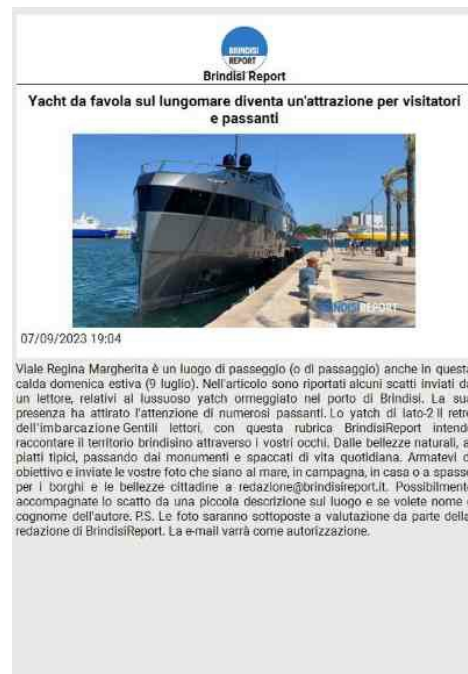 BRINDISI
REPORT
Brindisi Report
Yacht da favola sul lungomare diventa un'attrazione per visitatori
e passanti
BRINDISI REPORT
07/09/2023 19:04
Viale Regina Margherita è un luogo di passeggio (o di passaggio) anche in questa
calda domenica estiva (9 luglio). Nell'articolo sono riportati alcuni scatti inviati da
un lettore, relativi al lussuoso yatch ormeggiato nel porto di Brindisi. La sua
presenza ha attirato l'attenzione di numerosi passanti. Lo yatch di lato-2 Il retro
dell'imbarcazione Gentili lettori, con questa rubrica BrindisiReport intende
raccontare il territorio brindisino attraverso i vostri occhi. Dalle bellezze naturali, ai
piatti tipici, passando dai monumenti e spaccati di vita quotidiana. Armatevi di
obiettivo e inviate le vostre foto che siano al mare, in campagna, in casa o a spasso
per i borghi e le bellezze cittadine a redazione@brindisireport.it. Possibilmente
accompagnate lo scatto da una piccola descrizione sul luogo e se volete nome e
cognome dell'autore. P.S. Le foto saranno sottoposte a valutazione da parte della
redazione di BrindisiReport. La e-mail varrà come autorizzazione.